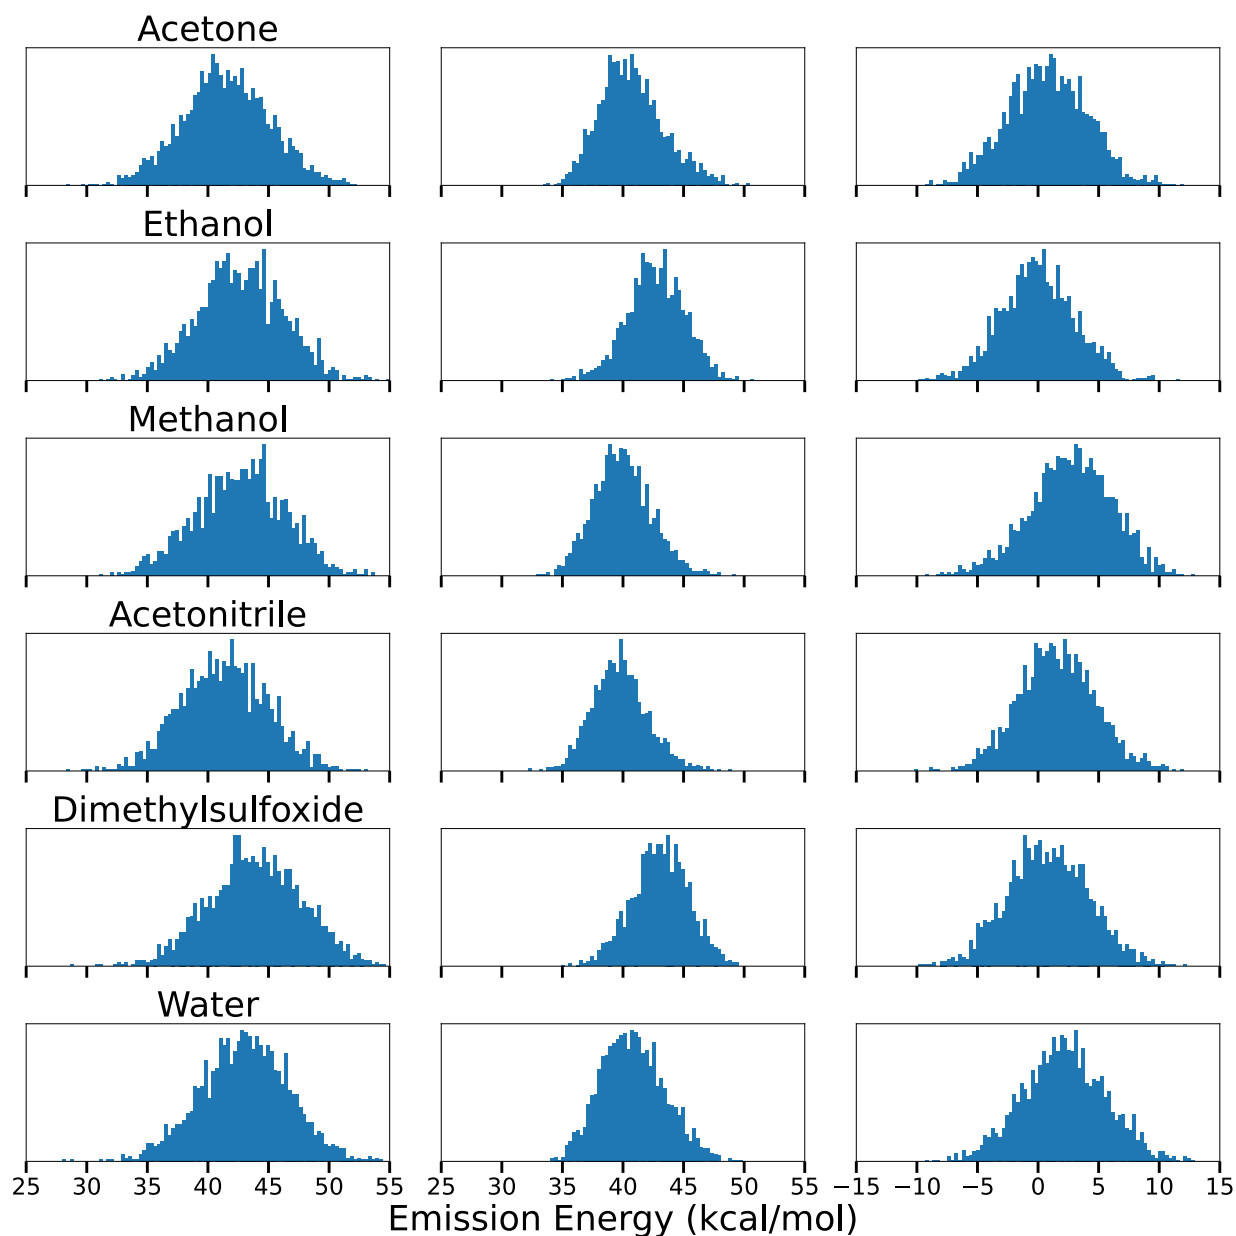 Acetone
25 30 35 40 45 50 55
25 30 35 40 45 50 55
−15 −10 −5 0 5 10 15
Ethanol
Methanol
Acetonitrile
Dimethylsulfoxide
Water
Emission Energy (kcal/mol)